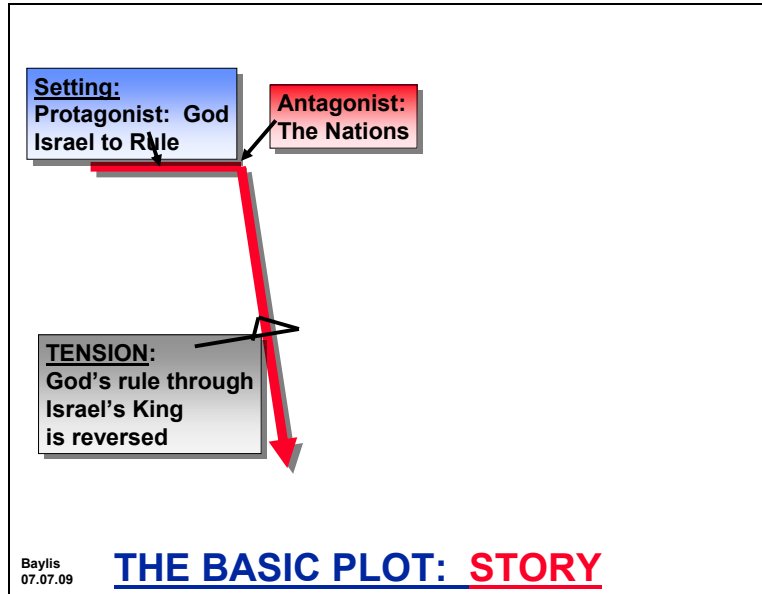 Setting:
Protagonist: God
Israel to Rule
Antagonist:
The Nations
TENSION:
God’s rule through
Israel’s King
is reversed
Baylis
07.07.09
THE BASIC PLOT: STORY